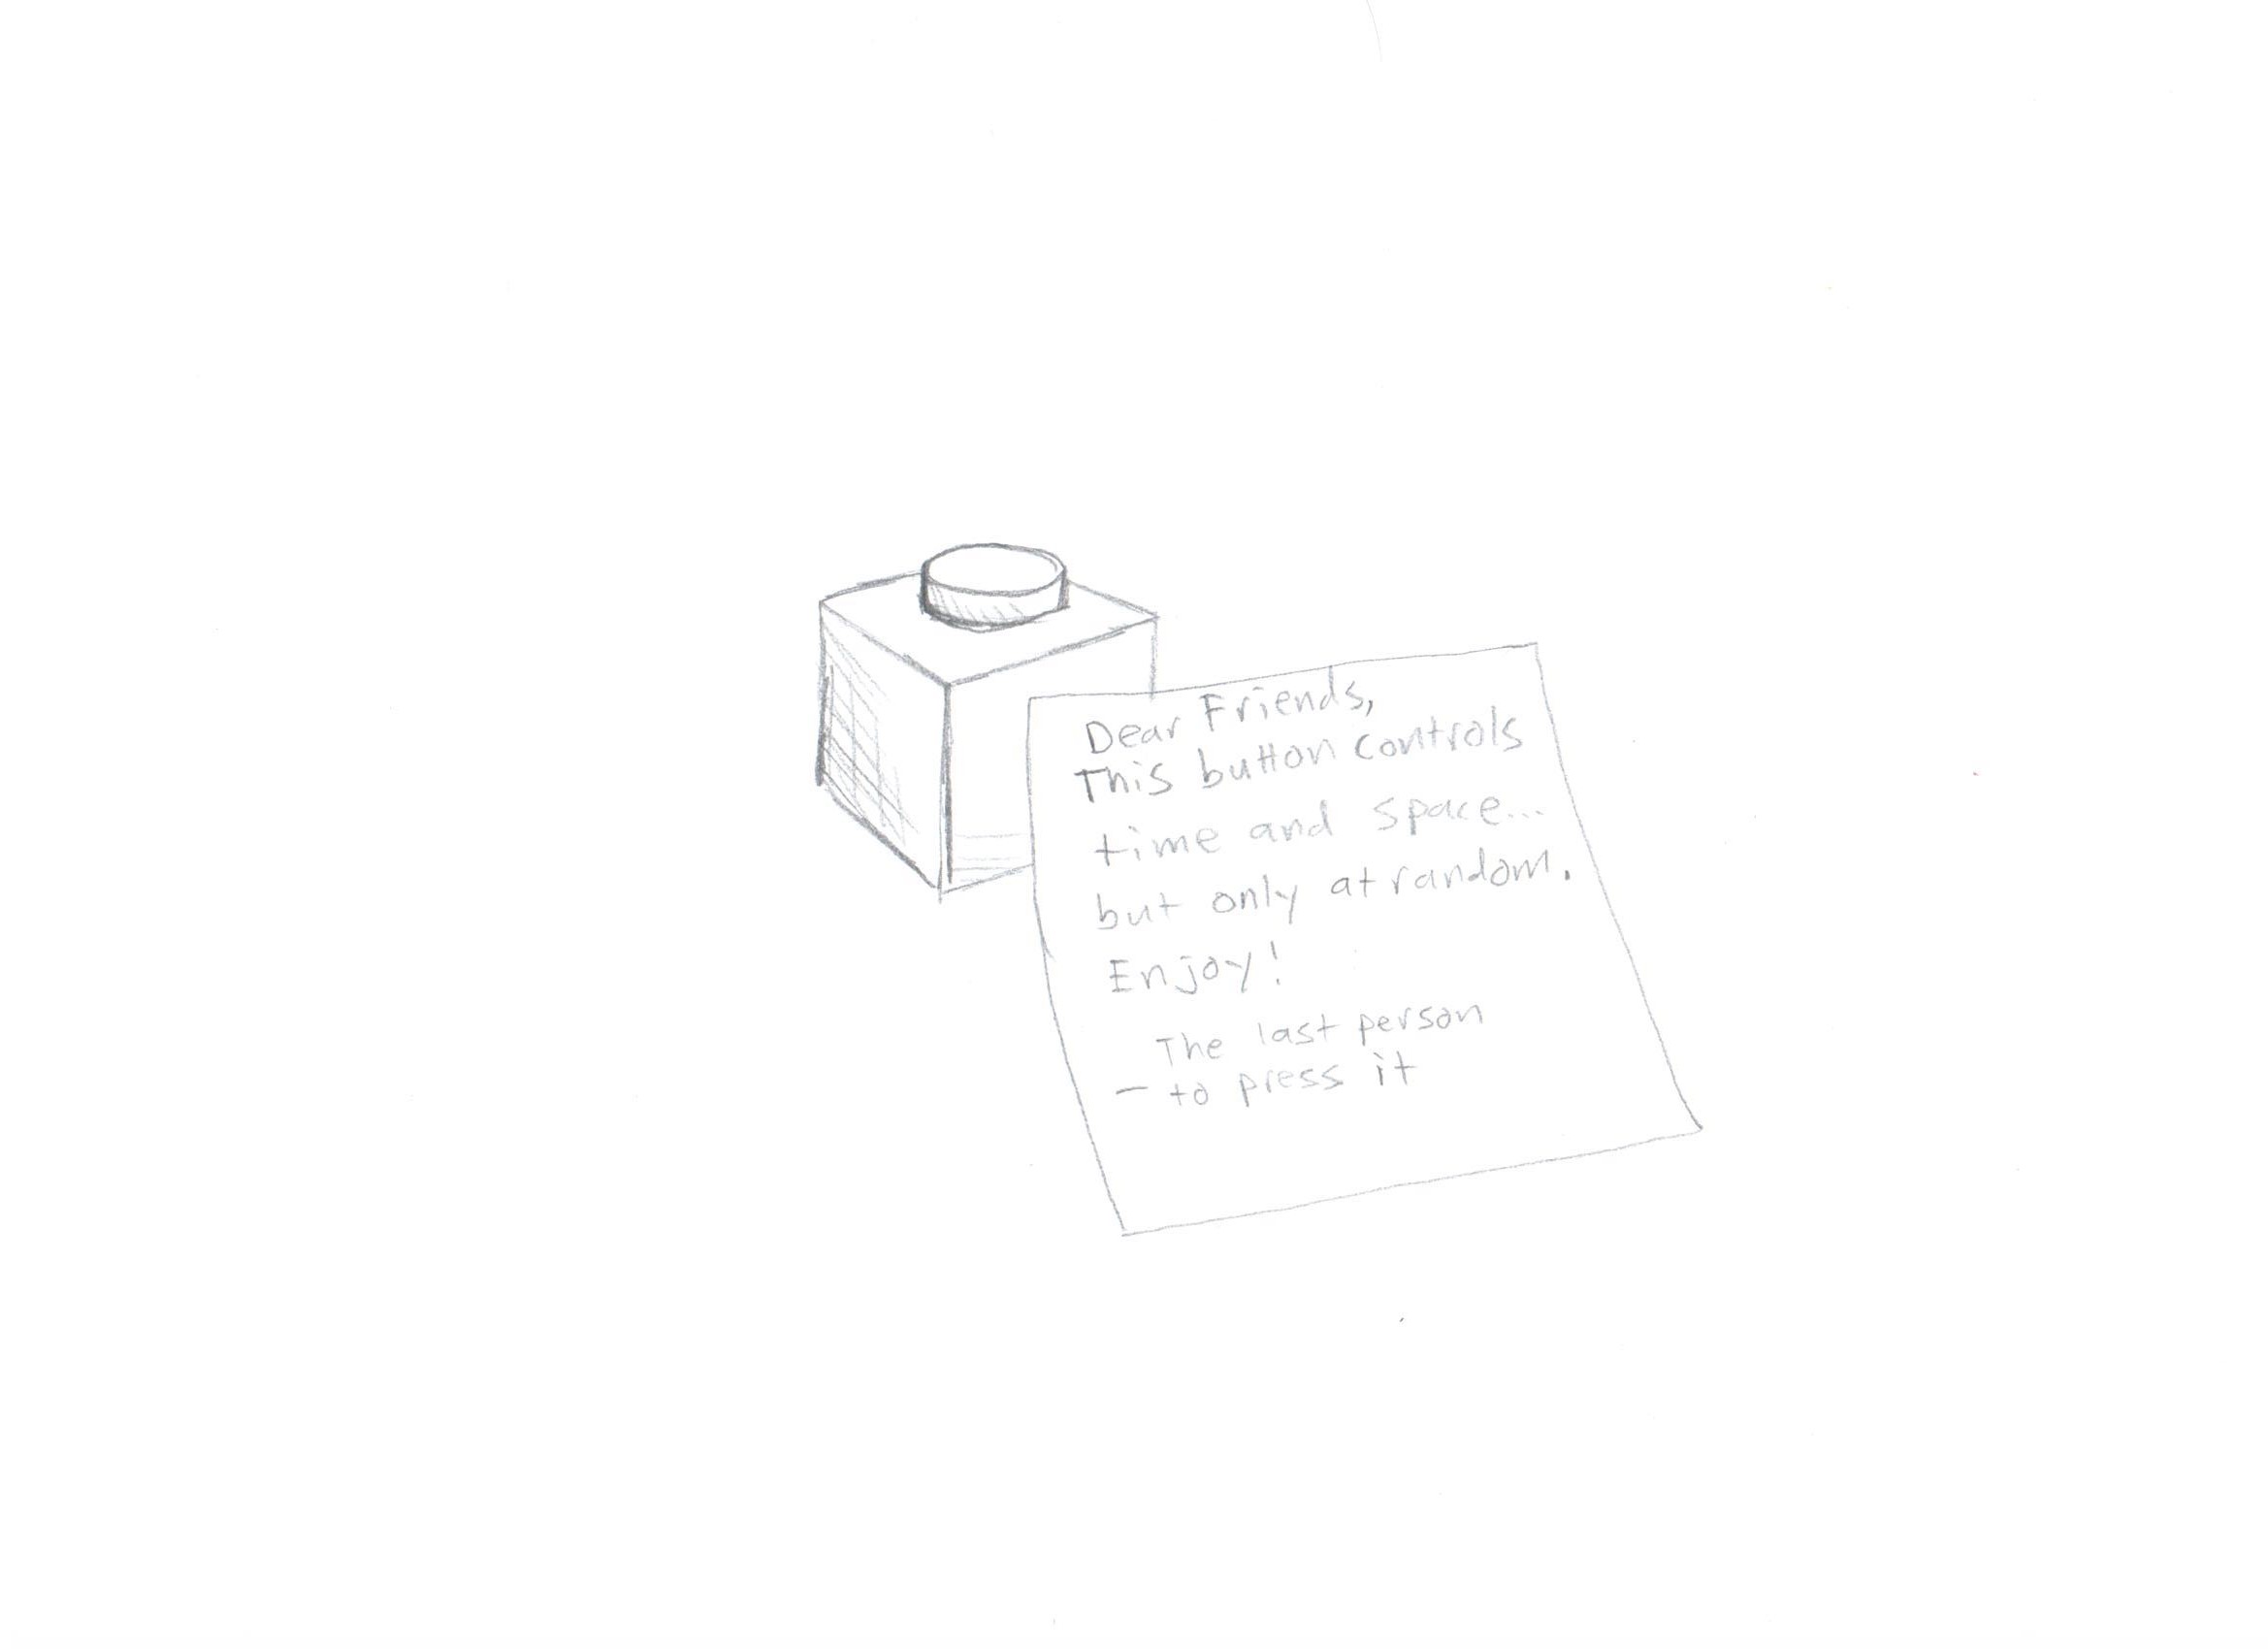 Dear Friends,
This button controls
time and space...
but only at random.
Enjoy!
The last person
- to press it